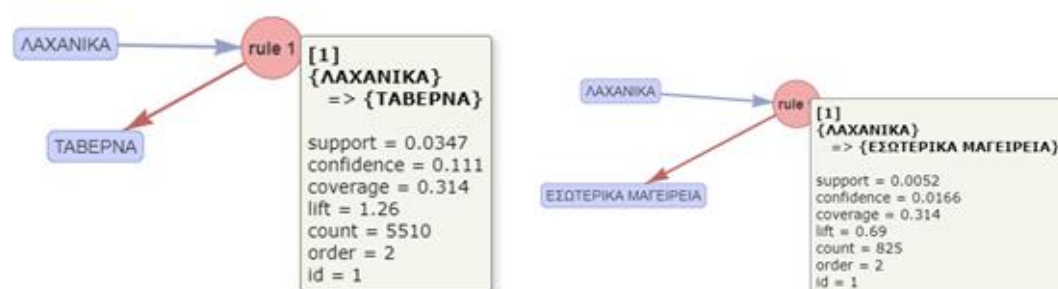 ΛΑΧΑΝΙΚΑ
rule 1
ΤΑΒΕΡΝΑ
[1]
{ΛΑΧΑΝΙΚΑ}
=> {ΤΑΒΕΡΝΑ}
support = 0.0347
confidence = 0.111
coverage = 0.314
lift = 1.26
count = 5510
order = 2
id = 1
ΛΑΧΑΝΙΚΑ
rule
ΕΣΩΤΕΡΙΚΑ ΜΑΓΕΙΡΕΙΑ
[1]
{ΛΑΧΑΝΙΚΑ}
=> {ΕΣΩΤΕΡΙΚΑ ΜΑΓΕΙΡΕΙΑ}
support = 0.0052
confidence = 0.0166
coverage = 0.314
lift = 0.69
count = 825
order = 2
id = 1